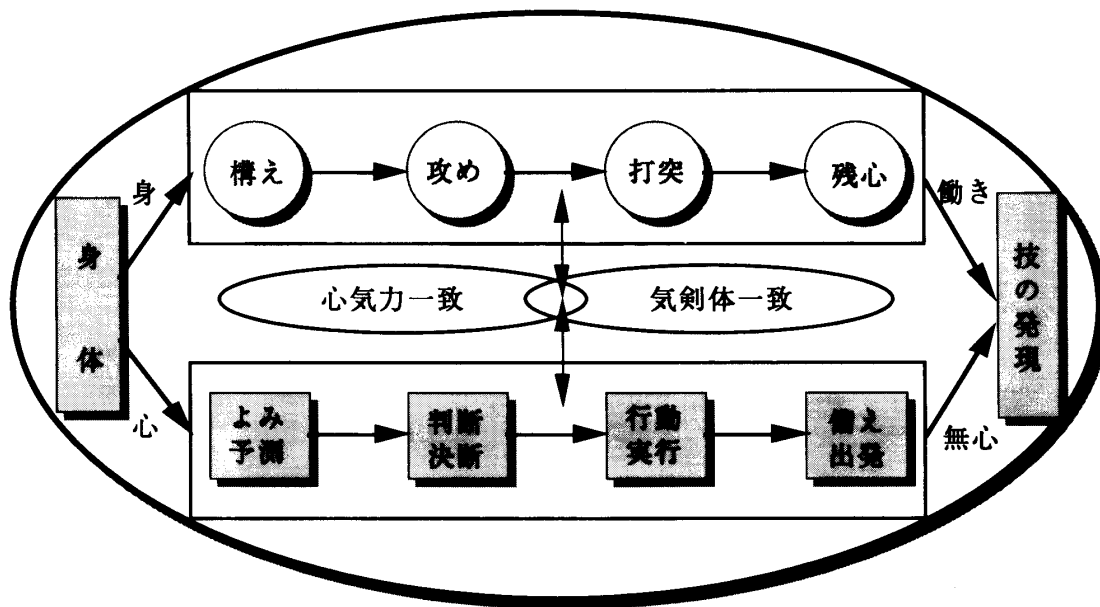 構え
攻め
打突
残心
身
働き
身体
心気力一致
気剣体一致
技の発現
心
よみ
予測
判断
決断
行動
実行
備え
出発
無心